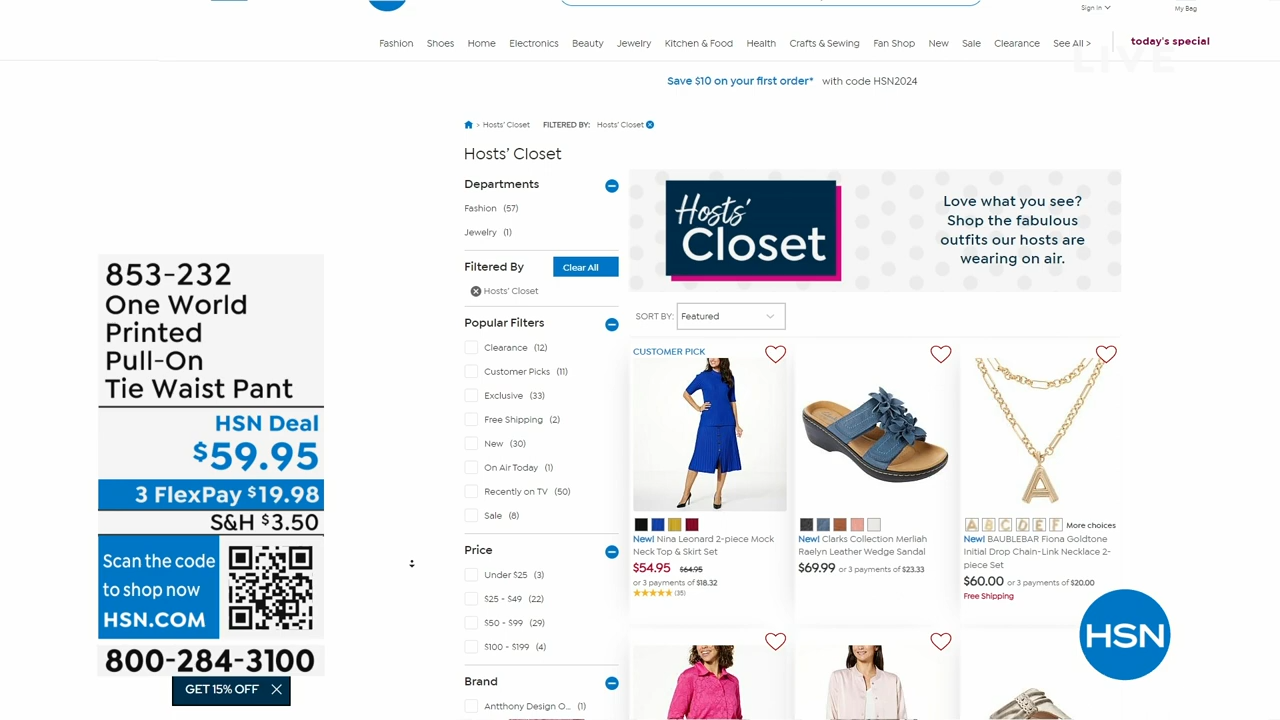 Sign In
My Bag
Fashion Shoes Home Electronics Beauty Jewelry Kitchen & Food Health Crafts & Sewing Fan Shop New Sale Clearance See All > today's special
LIVE
Save $10 on your first order* with code HSN2024
> Hosts' Closet FILTERED BY: Hosts' Closet
Hosts' Closet
Departments
Fashion (57)
Jewelry (1)
Filtered By Clear All
Hosts' Closet
Popular Filters
Clearance (12)
Customer Picks (11)
Exclusive (33)
Free Shipping (2)
New (30)
On Air Today (1)
Recently on TV (50)
Sale (8)
Price
Under $25 (3)
$25 - $49 (22)
$50 - $99 (29)
$100 - $199 (4)
Brand
Antthony Design O... (1)
Hosts'
Closet
Love what you see?
Shop the fabulous
outfits our hosts are
wearing on air.
SORT BY: Featured
CUSTOMER PICK
New! Nina Leonard 2-piece Mock
Neck Top & Skirt Set
$54.95 $64.95
or 3 payments of $18.32
(35)
New! Clarks Collection Merliah
Raelyn Leather Wedge Sandal
$69.99 or 3 payments of $23.33
A
A B C D E F More choices
New! BAUBLEBAR Fiona Goldtone
Initial Drop Chain-Link Necklace 2-
piece Set
$60.00 or 3 payments of $20.00
Free Shipping
853-232
One World
Printed
Pull-On
Tie Waist Pant
HSN Deal
$59.95
3 FlexPay $19.98
S&H $3.50
Scan the code
to shop now
HSN.COM
800-284-3100
GET 15% OFF
HSN